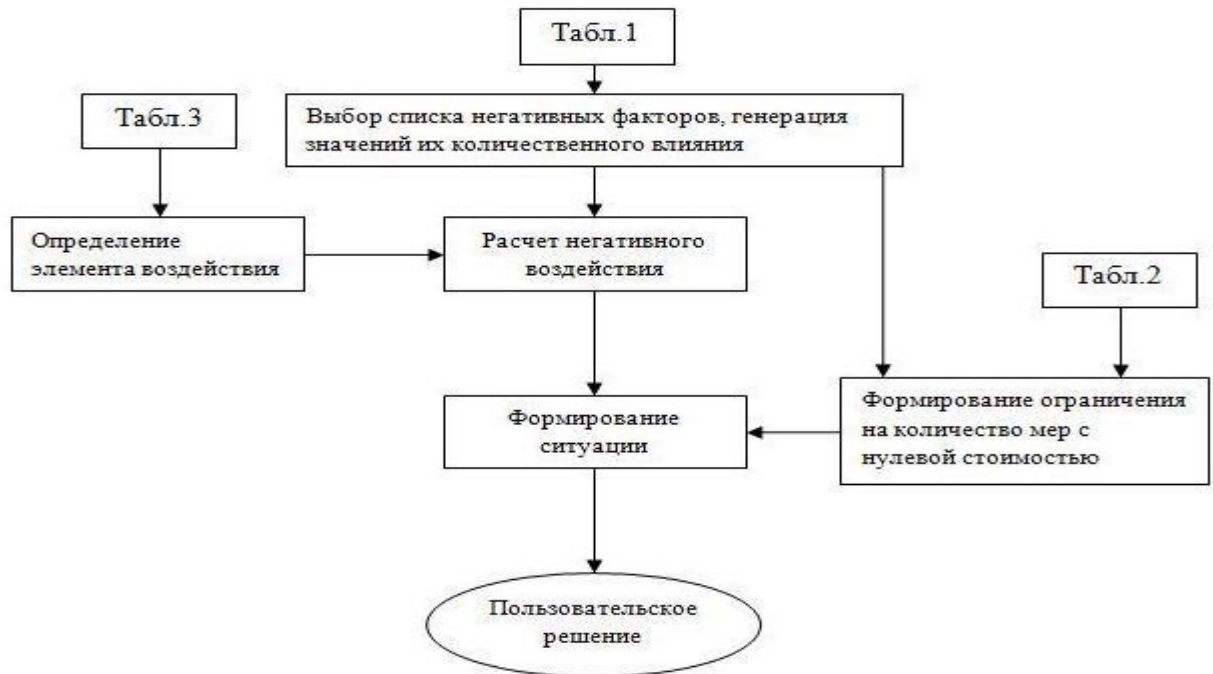 Табл.1
Табл.3
Выбор списка негативных факторов, генерация
значений их количественного влияния
Определение
элемента воздействия
Расчет негативного
воздействия
Табл.2
Формирование
ситуации
Формирование ограничения
на количество мер с
нулевой стоимостью
Пользовательское
решение